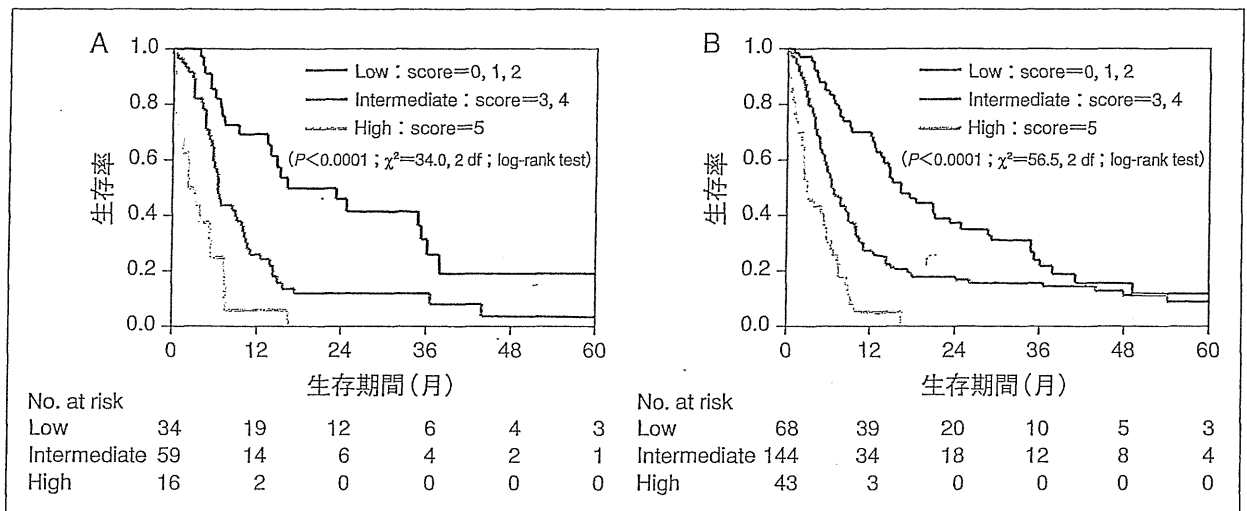 A
1.0
0.8
0.6
0.4
0.2
0.0
生存率
Low：score=0, 1, 2
Intermediate：score=3, 4
High：score=5
(P<0.0001；χ²=34.0, 2 df；log-rank test)
0 12 24 36 48 60
生存期間（月）
No. at risk
Low 34 19 12 6 4 3
Intermediate 59 14 6 4 2 1
High 16 2 0 0 0 0
B
1.0
0.8
0.6
0.4
0.2
0.0
生存率
Low：score=0, 1, 2
Intermediate：score=3, 4
High：score=5
(P<0.0001；χ²=56.5, 2 df；log-rank test)
0 12 24 36 48 60
生存期間（月）
No. at risk
Low 68 39 20 10 5 3
Intermediate 144 34 18 12 8 4
High 43 3 0 0 0 0